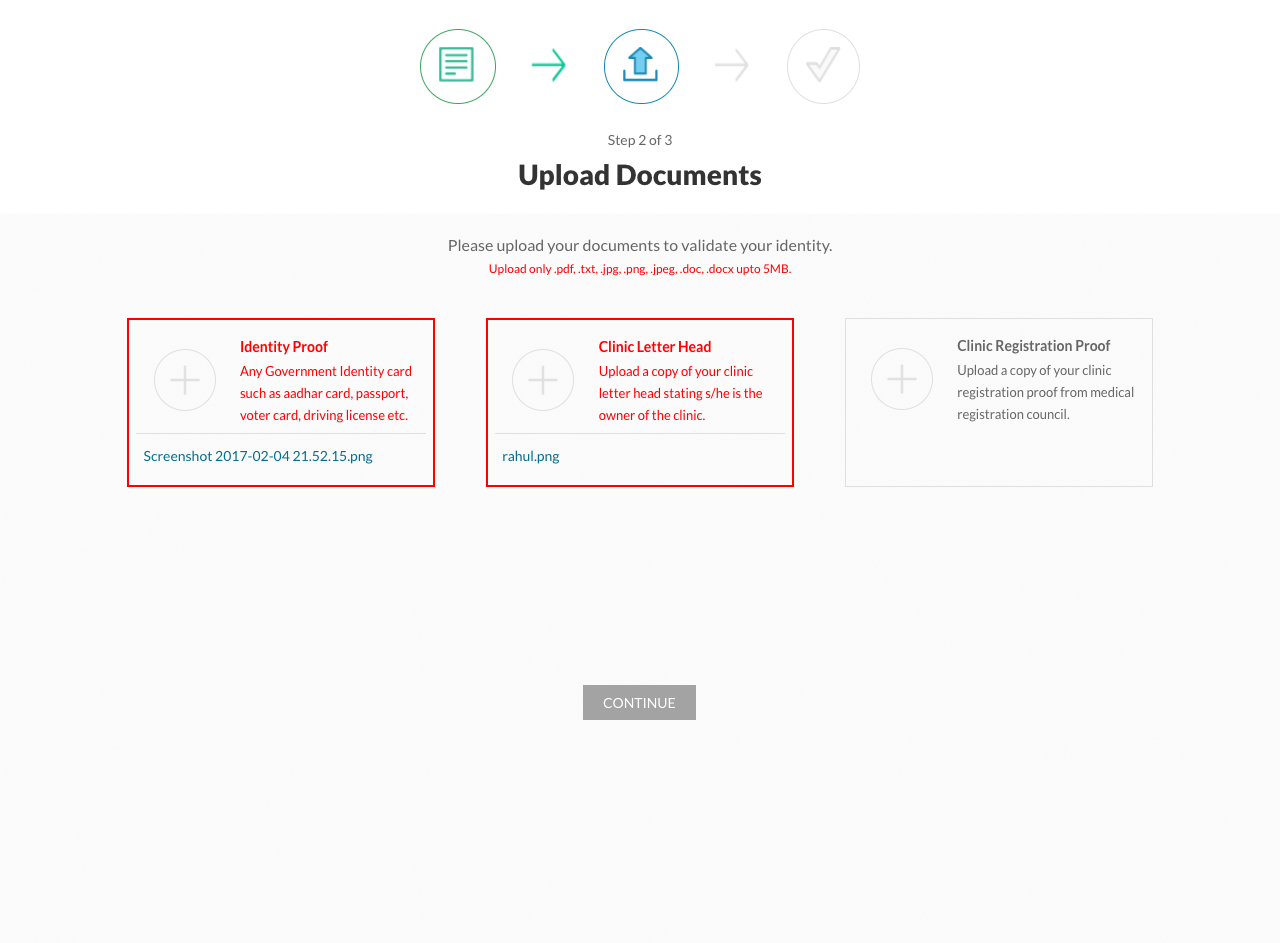 Step 2 of 3
Upload Documents
Please upload your documents to validate your identity.
Upload only .pdf, .txt, .jpg, .png, .jpeg, .doc, .docx upto 5MB.
Identity Proof
Any Government Identity card
such as aadhar card, passport,
voter card, driving license etc.
Screenshot 2017-02-04 21.52.15.png
Clinic Letter Head
Upload a copy of your clinic
letter head stating s/he is the
owner of the clinic.
rahul.png
Clinic Registration Proof
Upload a copy of your clinic
registration proof from medical
registration council.
CONTINUE